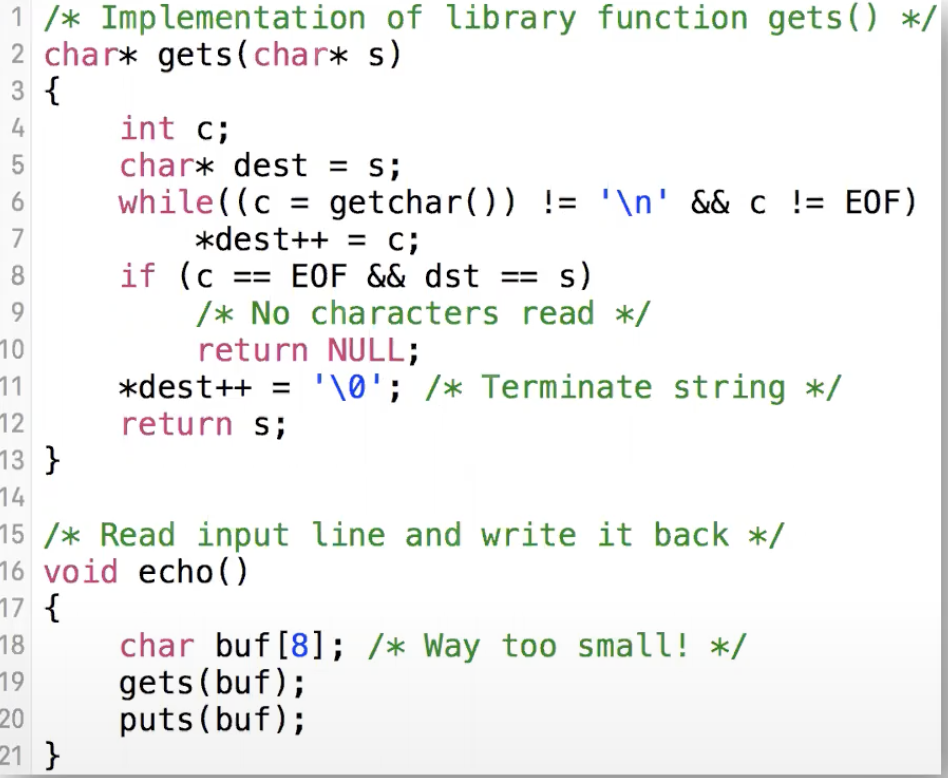 1 /* Implementation of library function gets() */
2 char* gets(char* s)
3 {
4     int c;
5     char* dest = s;
6     while((c = getchar()) != '\n' && c != EOF)
7         *dest++ = c;
8     if (c == EOF && dst == s)
9         /* No characters read */
10         return NULL;
11     *dest++ = '\0'; /* Terminate string */
12     return s;
13 }
14
15 /* Read input line and write it back */
16 void echo()
17 {
18     char buf[8]; /* Way too small! */
19     gets(buf);
20     puts(buf);
21 }